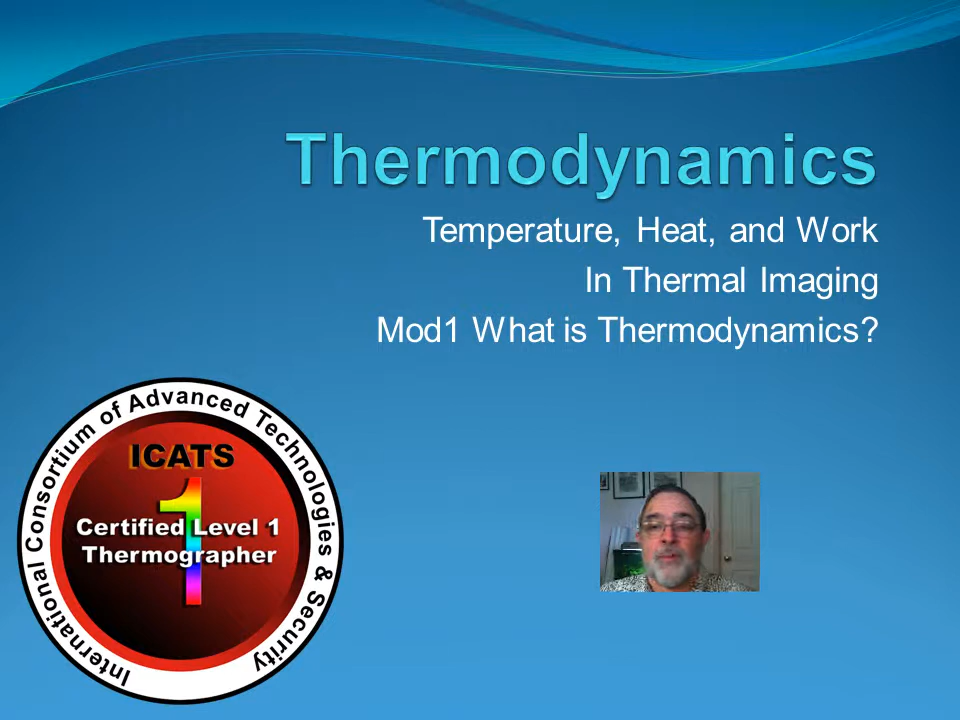 Thermodynamics
Temperature, Heat, and Work
In Thermal Imaging
Mod1 What is Thermodynamics?
International Consortium of Advanced Technologies & Security
ICATS
1
Certified Level 1
Thermographer